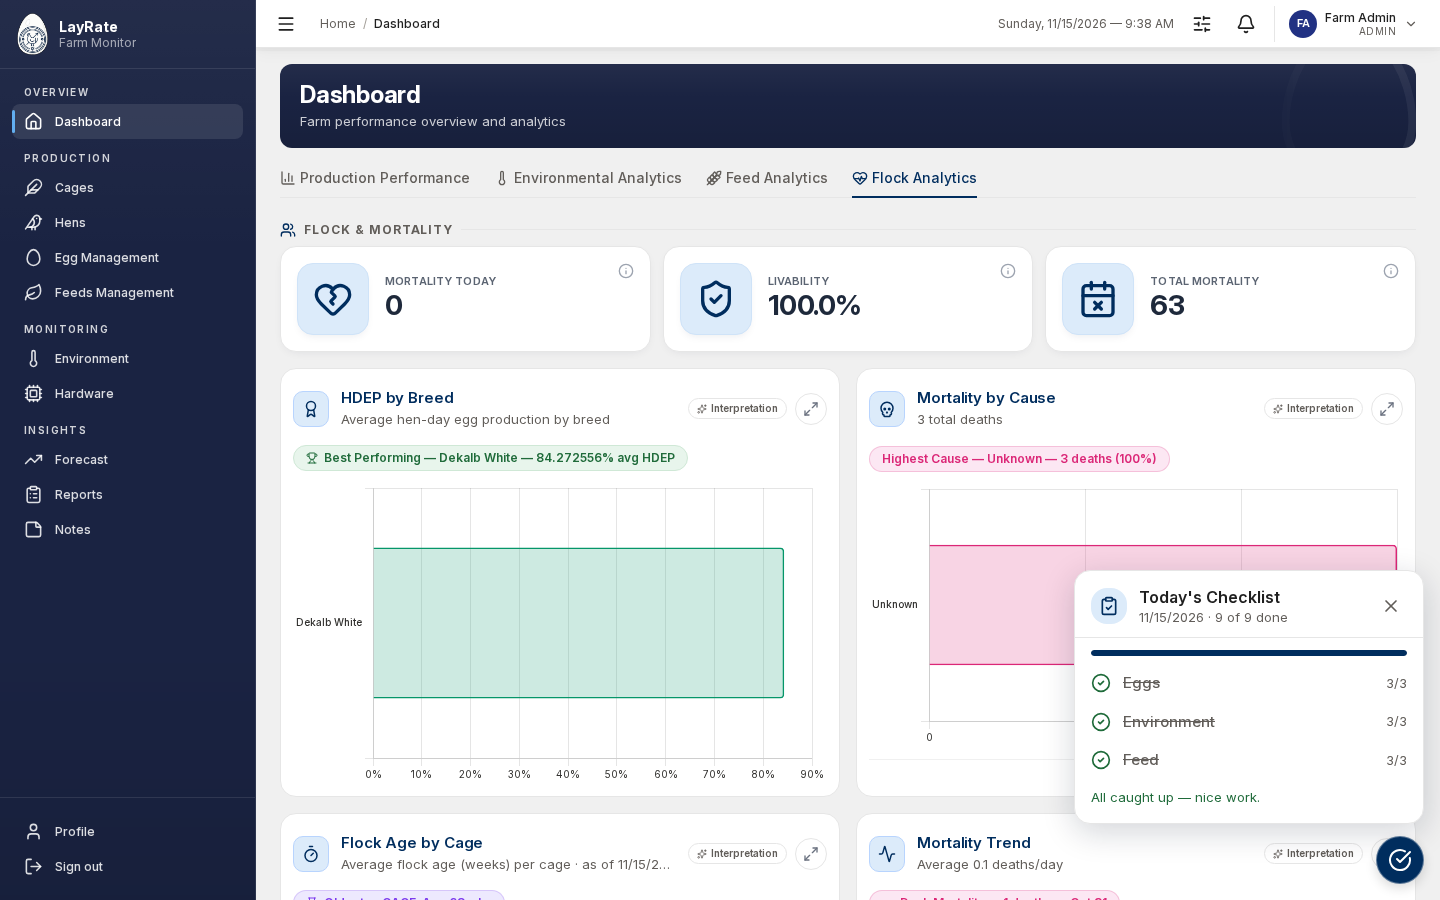 LayRate
Farm Monitor
OVERVIEW
Dashboard
PRODUCTION
Cages
Hens
Egg Management
Feeds Management
MONITORING
Environment
Hardware
INSIGHTS
Forecast
Reports
Notes
Profile
Sign out
Home / Dashboard
Sunday, 11/15/2026 — 9:38 AM
FA
Farm Admin
ADMIN
Dashboard
Farm performance overview and analytics
Production Performance
Environmental Analytics
Feed Analytics
Flock Analytics
FLOCK & MORTALITY
MORTALITY TODAY
0
LIVABILITY
100.0%
TOTAL MORTALITY
63
HDEP by Breed
Average hen-day egg production by breed
Interpretation
Best Performing — Dekalb White — 84.272556% avg HDEP
Dekalb White
0% 10% 20% 30% 40% 50% 60% 70% 80% 90%
Mortality by Cause
3 total deaths
Interpretation
Highest Cause — Unknown — 3 deaths (100%)
Unknown
0
Today's Checklist
11/15/2026 · 9 of 9 done
Eggs 3/3
Environment 3/3
Feed 3/3
All caught up — nice work.
Flock Age by Cage
Average flock age (weeks) per cage · as of 11/15/2...
Interpretation
Mortality Trend
Average 0.1 deaths/day
Interpretation